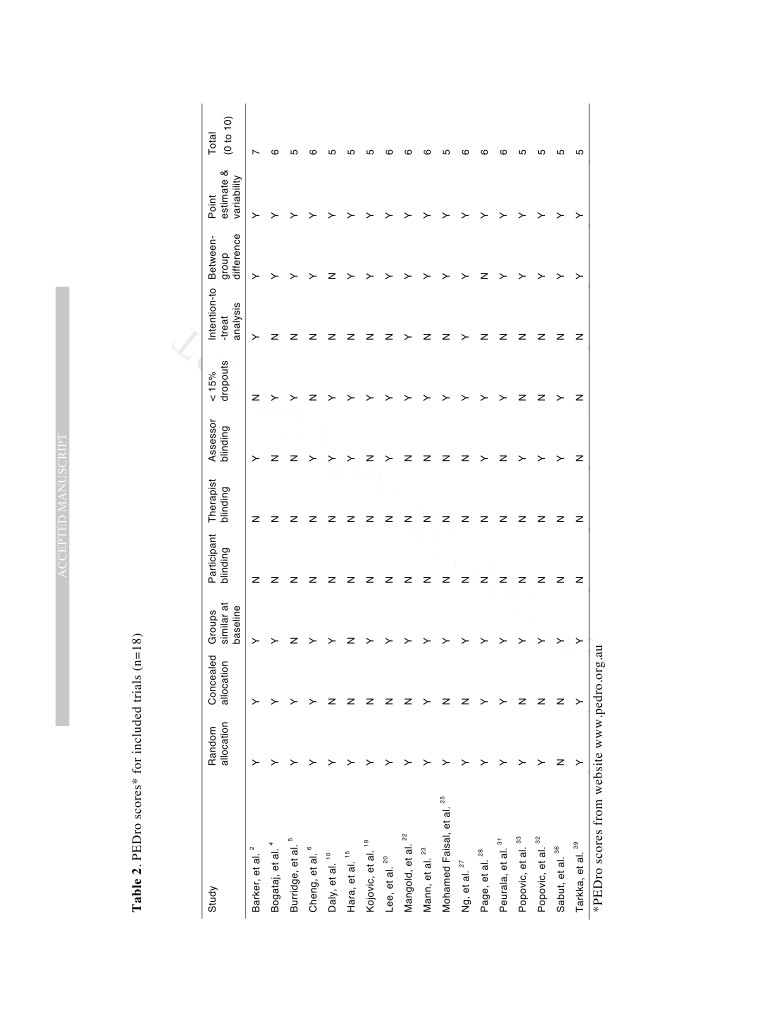 ACCEPTED MANUSCRIPT
Table 2. PEDro scores* for included trials (n=18)
Study Random allocation Concealed allocation Groups similar at baseline Participant blinding Therapist blinding Assessor blinding < 15% dropouts Intention-to -treat analysis Between-group difference Point estimate & variability Total (0 to 10)
Barker, et al. 2 Y Y Y N N Y N Y Y Y 7
Bogataj, et al. 4 Y Y Y N N N Y N Y Y 6
Burridge, et al. 5 Y Y N N N N Y N Y Y 5
Cheng, et al. 6 Y Y Y N N Y N N Y Y 6
Daly, et al. 10 Y N Y N N Y Y N N Y 5
Hara, et al. 15 Y N N N N Y Y N Y Y 5
Kojovic, et al. 19 Y N Y N N N Y N Y Y 5
Lee, et al. 20 Y N Y N N Y Y N Y Y 6
Mangold, et al. 22 Y N Y N N N Y Y Y Y 6
Mann, et al. 23 Y Y Y N N N Y N Y Y 6
Mohamed Faisal, et al. 25 Y N Y N N N Y N Y Y 5
Ng, et al. 27 Y N Y N N N Y Y Y Y 6
Page, et al. 28 Y Y Y N N Y Y N N Y 6
Peurala, et al. 31 Y Y Y N N N Y N Y Y 6
Popovic, et al. 33 Y N Y N N Y N N Y Y 5
Popovic, et al. 32 Y N Y N N Y N N Y Y 5
Sabut, et al. 36 N N Y N N Y Y N Y Y 5
Tarkka, et al. 39 Y Y Y N N N N N Y Y 5
*PEDro scores from website www.pedro.org.au